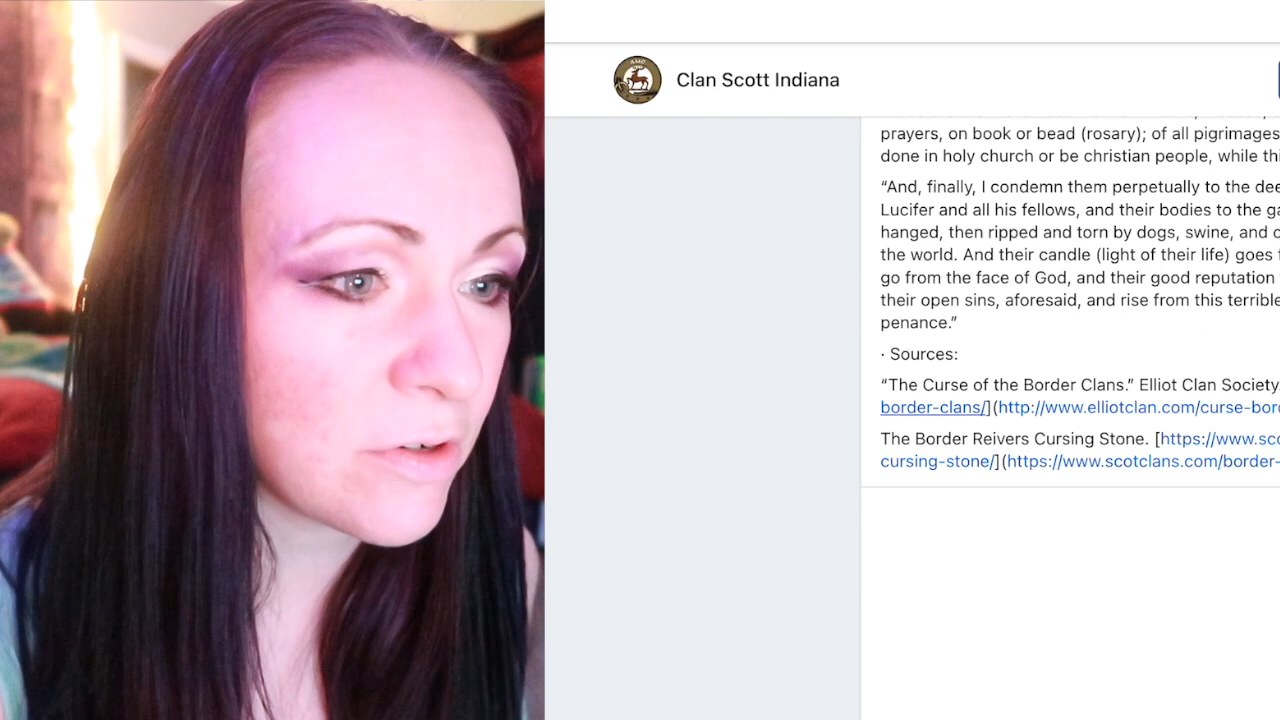 AMO
Clan Scott Indiana
prayers, on book or bead (rosary); of all pigrimages
done in holy church or be christian people, while thi
“And, finally, I condemn them perpetually to the dee
Lucifer and all his fellows, and their bodies to the ga
hanged, then ripped and torn by dogs, swine, and o
the world. And their candle (light of their life) goes f
go from the face of God, and their good reputation
their open sins, aforesaid, and rise from this terrible
penance.”
· Sources:
“The Curse of the Border Clans.” Elliot Clan Society.
border-clans/](http://www.elliotclan.com/curse-bord
The Border Reivers Cursing Stone. [https://www.sco
cursing-stone/](https://www.scotclans.com/border-